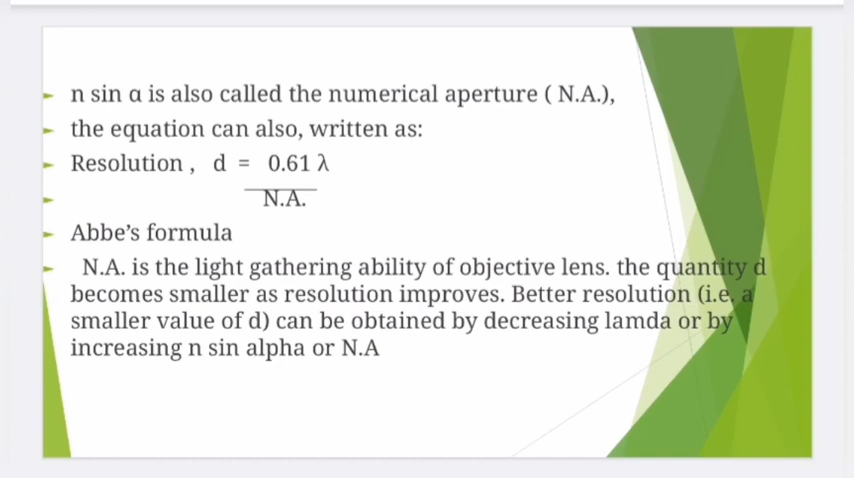 n sin α is also called the numerical aperture ( N.A.),
the equation can also, written as:
Resolution , d = 0.61 λ
N.A.
Abbe’s formula
N.A. is the light gathering ability of objective lens. the quantity d
becomes smaller as resolution improves. Better resolution (i.e. a
smaller value of d) can be obtained by decreasing lamda or by
increasing n sin alpha or N.A